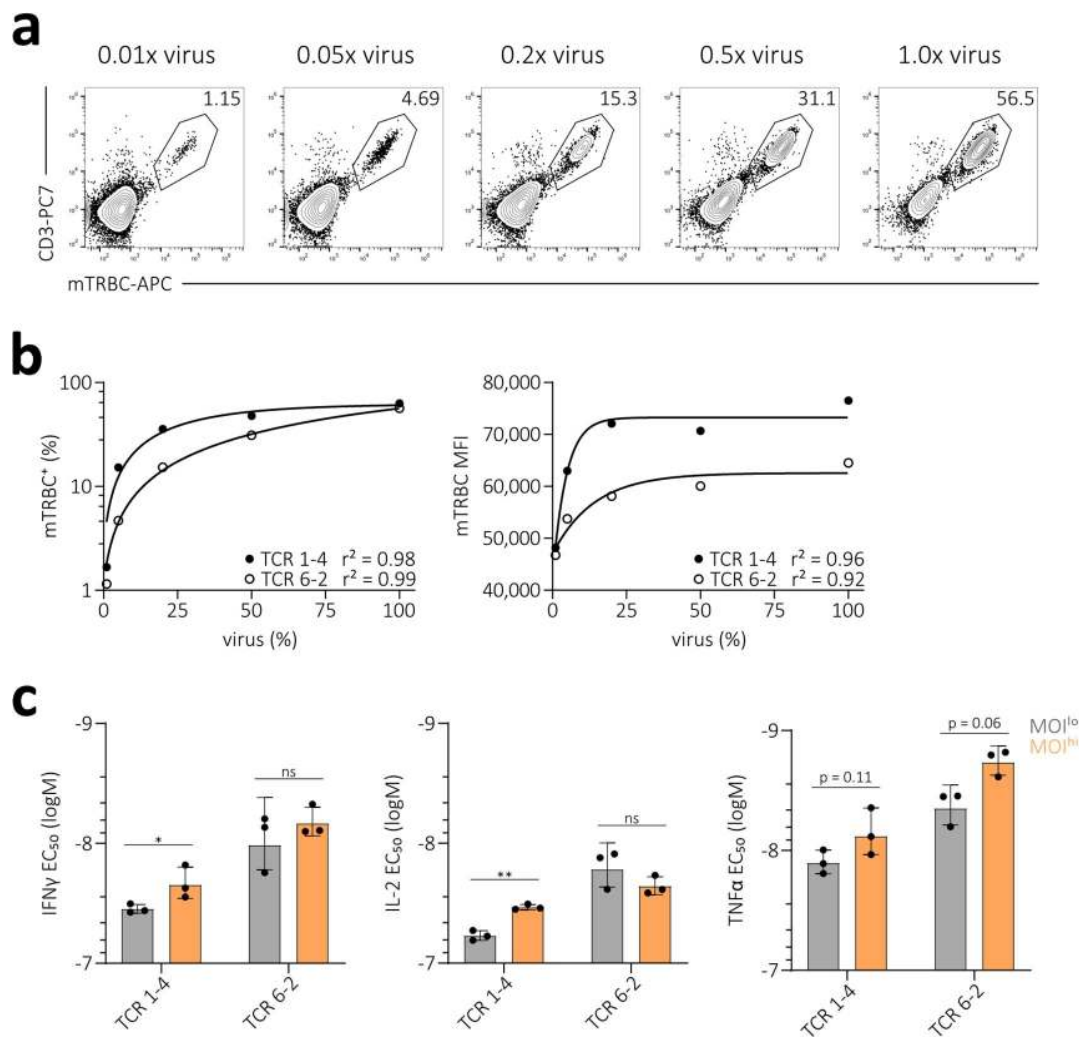 a
0.01x virus 0.05x virus 0.2x virus 0.5x virus 1.0x virus
1.15 4.69 15.3 31.1 56.5
CD3-PC7
mTRBC-APC
b
100
10
1
mTRBC⁺ (%)
TCR 1-4 r² = 0.98
TCR 6-2 r² = 0.99
0 25 50 75 100
virus (%)
80,000
70,000
60,000
50,000
40,000
mTRBC MFI
TCR 1-4 r² = 0.96
TCR 6-2 r² = 0.92
0 25 50 75 100
virus (%)
c
-9
-8
-7
IFNγ EC₅₀ (logM)
*
ns
TCR 1-4
TCR 6-2
-9
-8
-7
IL-2 EC₅₀ (logM)
**
ns
TCR 1-4
TCR 6-2
-9
-8
-7
TNFα EC₅₀ (logM)
p = 0.11
p = 0.06
TCR 1-4
TCR 6-2
MOIˡᵒ
MOIʰⁱ